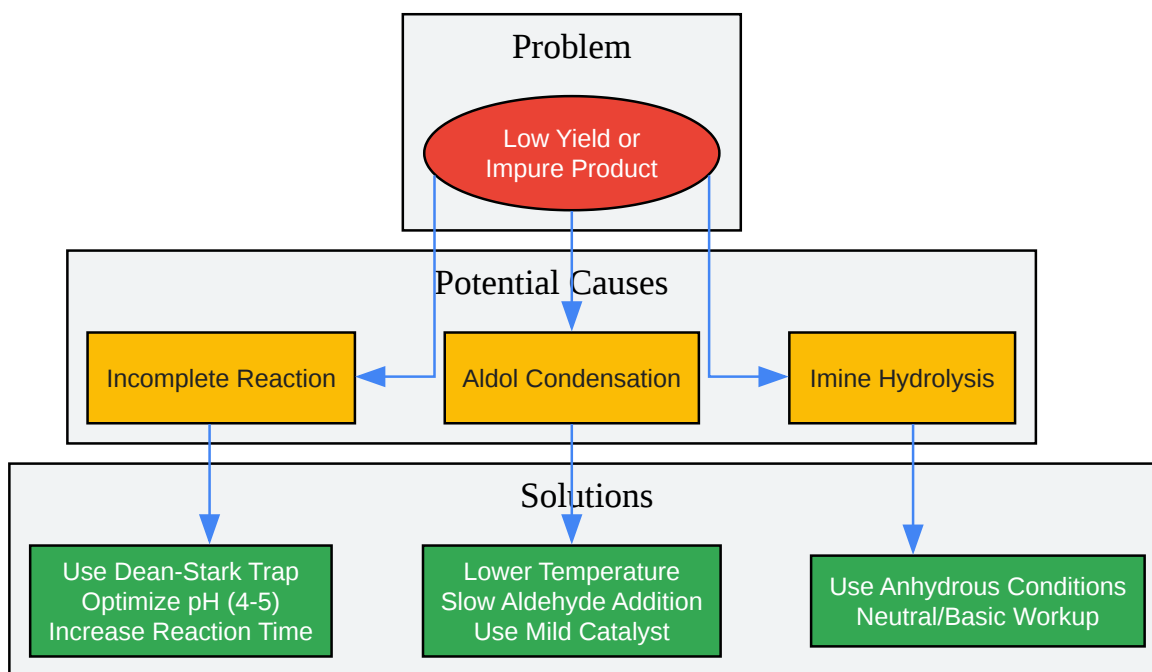 Problem
Low Yield or
Impure Product
Potential Causes
Incomplete Reaction
Aldol Condensation
Imine Hydrolysis
Solutions
Use Dean-Stark Trap
Optimize pH (4-5)
Increase Reaction Time
Lower Temperature
Slow Aldehyde Addition
Use Mild Catalyst
Use Anhydrous Conditions
Neutral/Basic Workup